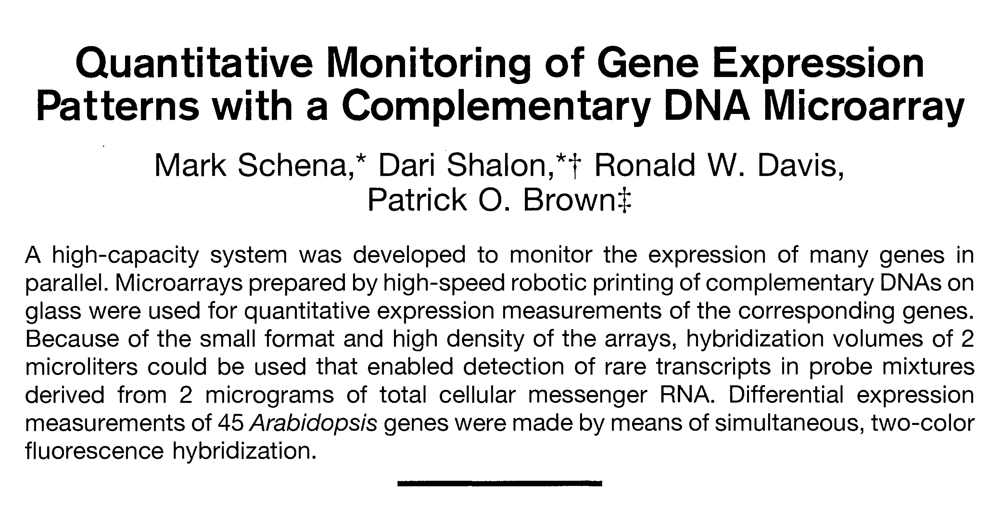 Quantitative Monitoring of Gene Expression
Patterns with a Complementary DNA Microarray
Mark Schena,* Dari Shalon,*† Ronald W. Davis,
Patrick O. Brown‡
A high-capacity system was developed to monitor the expression of many genes in
parallel. Microarrays prepared by high-speed robotic printing of complementary DNAs on
glass were used for quantitative expression measurements of the corresponding genes.
Because of the small format and high density of the arrays, hybridization volumes of 2
microliters could be used that enabled detection of rare transcripts in probe mixtures
derived from 2 micrograms of total cellular messenger RNA. Differential expression
measurements of 45 Arabidopsis genes were made by means of simultaneous, two-color
fluorescence hybridization.